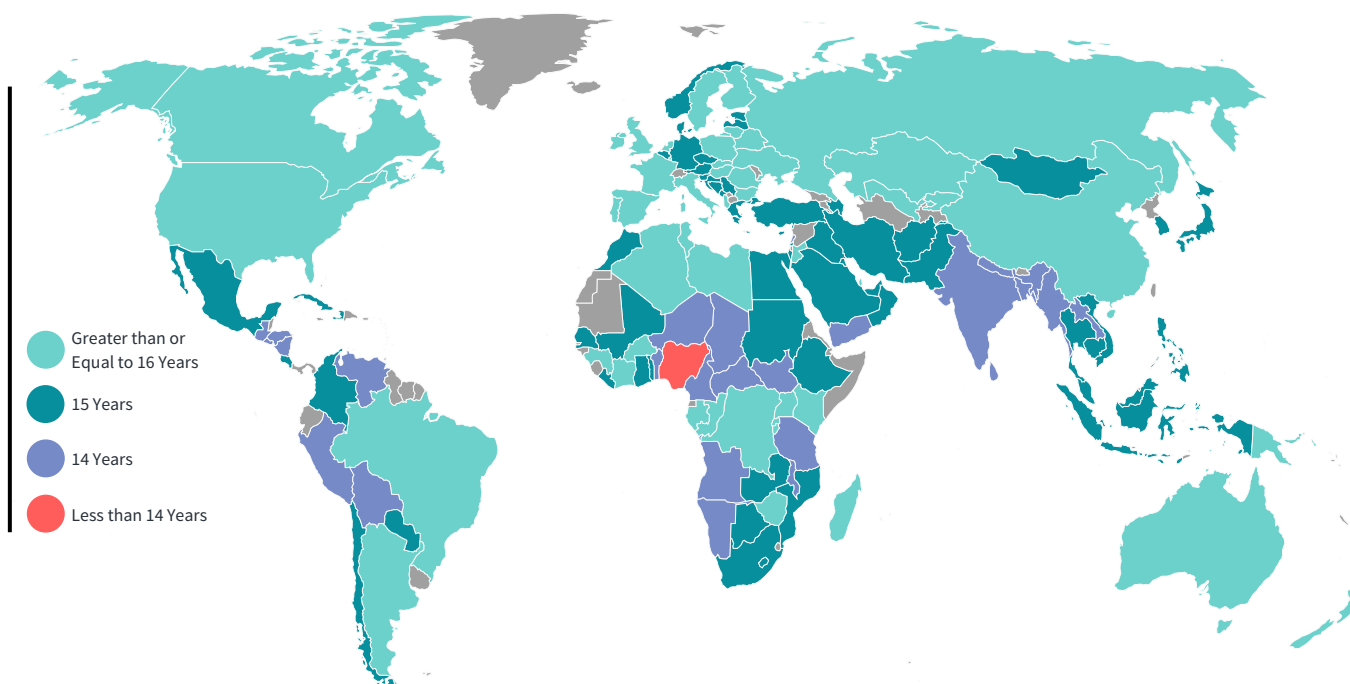 Greater than or
Equal to 16 Years
15 Years
14 Years
Less than 14 Years